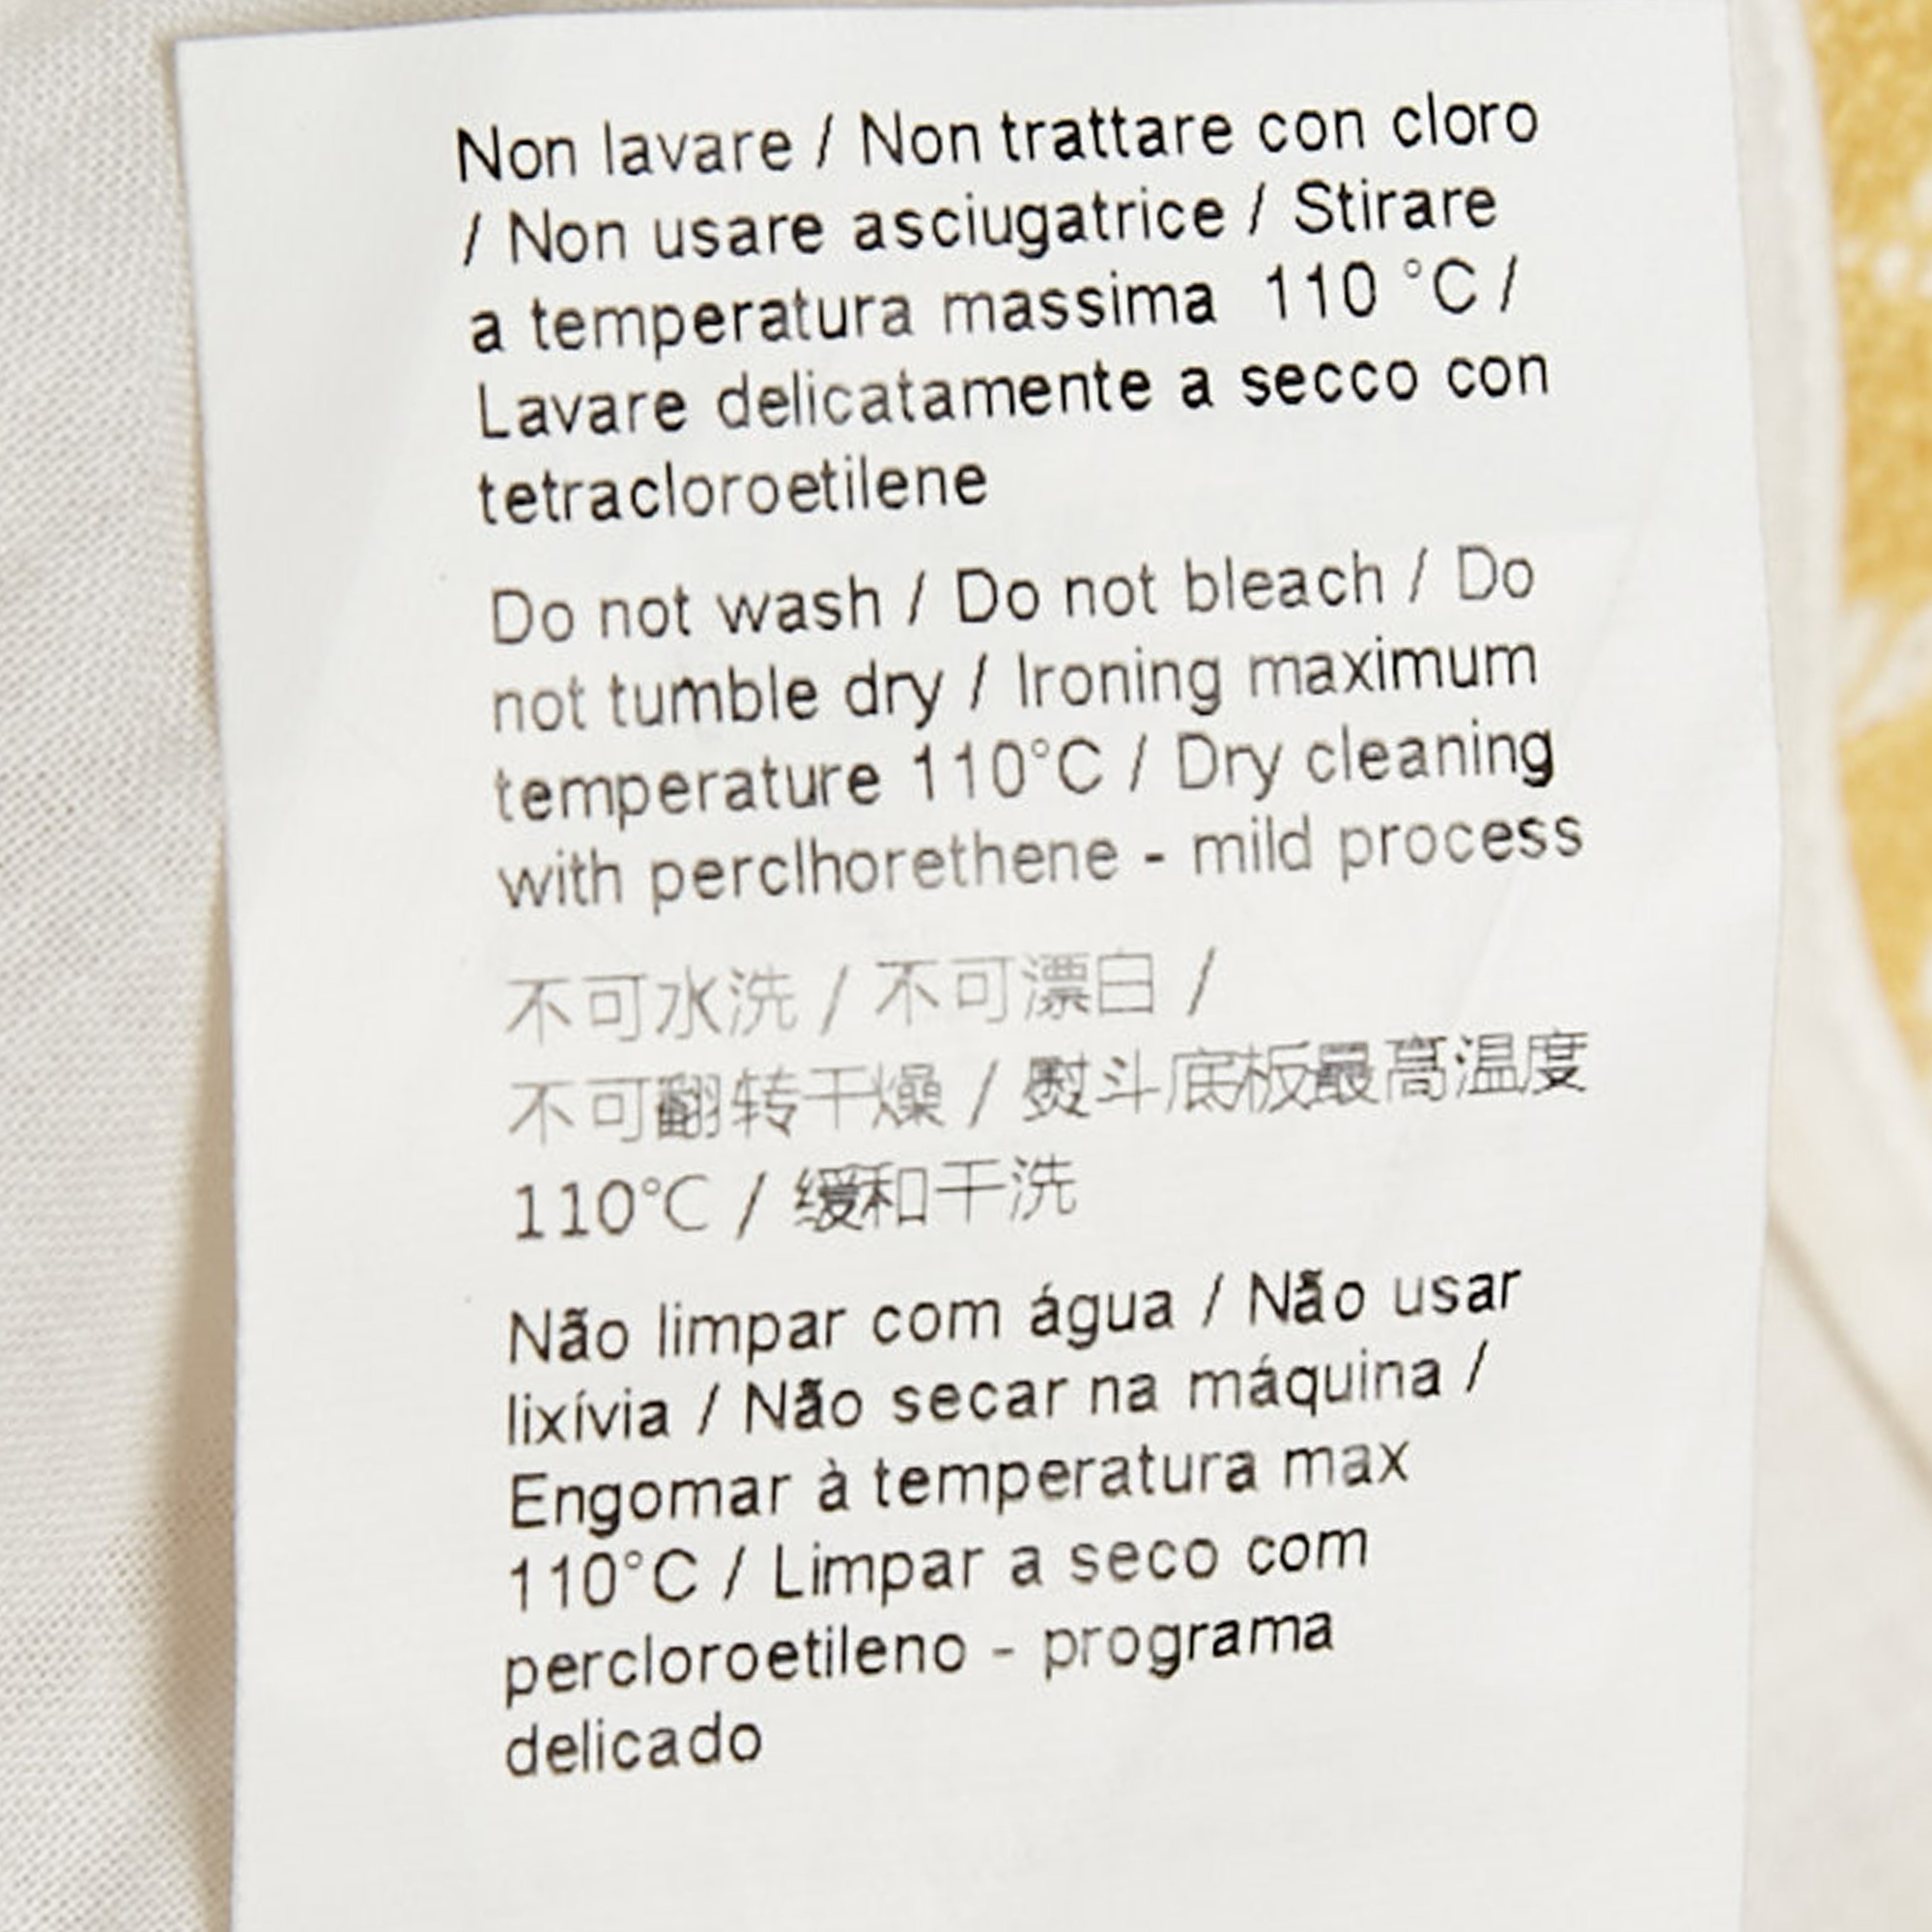 Non lavare / Non trattare con cloro
/ Non usare asciugatrice / Stirare
a temperatura massima 110 °C /
Lavare delicatamente a secco con
tetracloroetilene
Do not wash / Do not bleach / Do
not tumble dry / Ironing maximum
temperature 110°C / Dry cleaning
with perclhorethene - mild process
不可水洗 / 不可漂白 /
不可翻转干燥 / 熨斗底板最高温度
110℃ / 缓和干洗
Não limpar com água / Não usar
lixívia / Não secar na máquina /
Engomar à temperatura max
110°C / Limpar a seco com
percloroetileno - programa
delicado